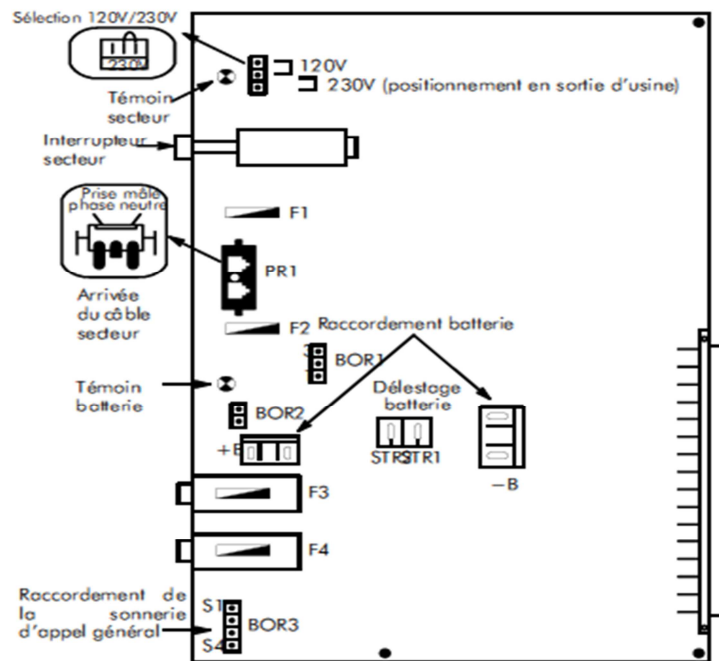 Sélection 120V/230V
230V
120V
230V (positionnement en sortie d'usine)
Témoin
secteur
Interrupteur
secteur
Prise mâle
phase neutre
F1
PR1
Arrivée
du câble
secteur
F2
Raccordement batterie
3
BOR1
1
Témoin
batterie
Délestage
batterie
BOR2
+B
STR2
STR1
−B
F3
F4
Raccordement de
la sonnerie
d'appel général
S1
BOR3
S4